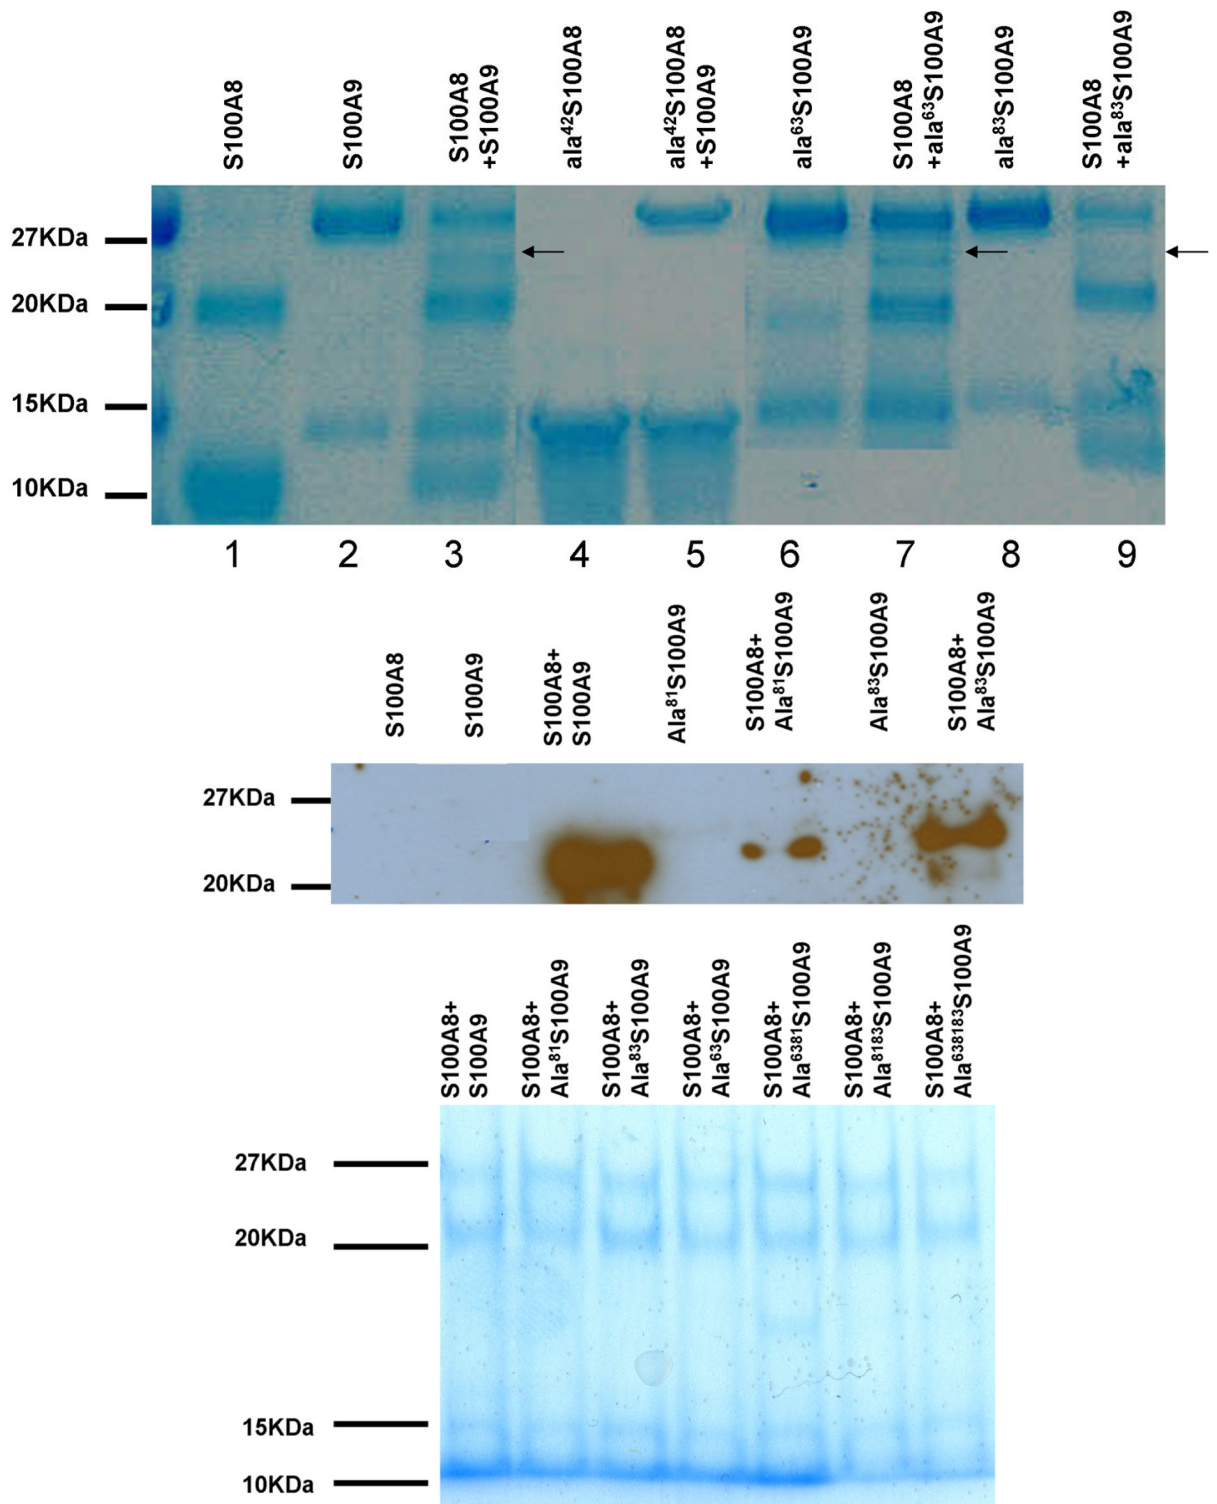 S100A8
S100A9
S100A8
+S100A9
ala⁴²S100A8
ala⁴²S100A8
+S100A9
ala⁶³S100A9
S100A8
+ala⁶³S100A9
ala⁸³S100A9
S100A8
+ala⁸³S100A9
27KDa
20KDa
15KDa
10KDa
1 2 3 4 5 6 7 8 9
S100A8
S100A9
S100A8+
S100A9
Ala⁸¹S100A9
S100A8+
Ala⁸¹S100A9
Ala⁸³S100A9
S100A8+
Ala⁸³S100A9
27KDa
20KDa
S100A8+
S100A9
S100A8+
Ala⁸¹S100A9
S100A8+
Ala⁸³S100A9
S100A8+
Ala⁶³S100A9
S100A8+
Ala⁶³⁸¹S100A9
S100A8+
Ala⁸¹⁸³S100A9
S100A8+
Ala⁶³⁸¹⁸³S100A9
27KDa
20KDa
15KDa
10KDa